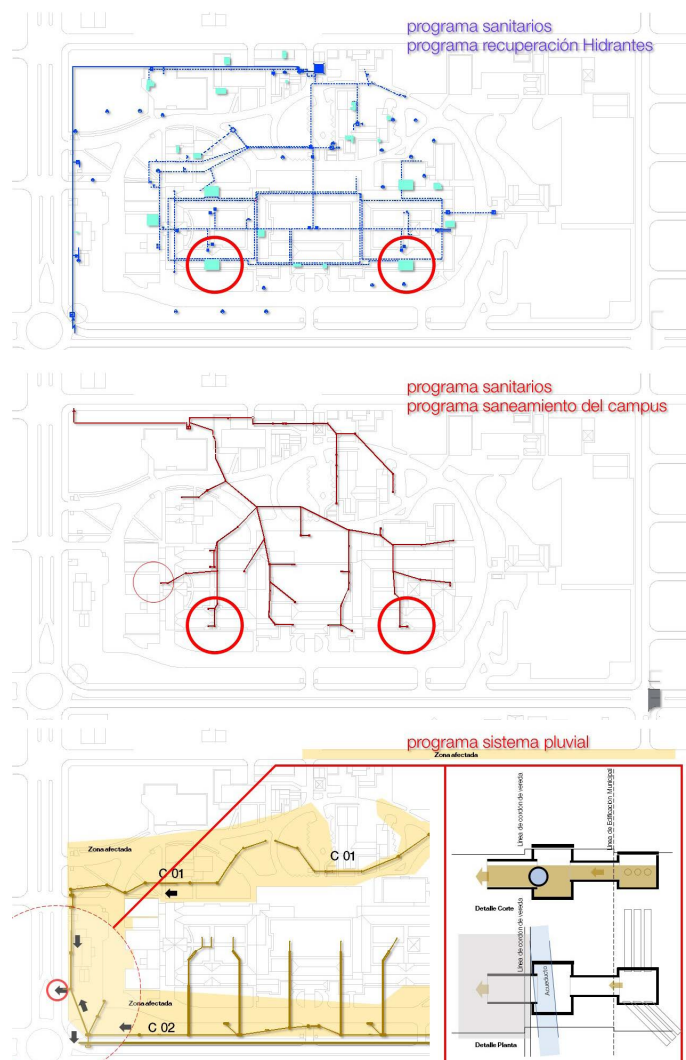 programa sanitarios
programa recuperación Hidrantes
programa sanitarios
programa saneamiento del campus
programa sistema pluvial
Zona afectada
Zona afectada
C 01
C 01
Zona afectada
C 02
Línea de cordón de vereda
Línea de Edificación Municipal
Detalle Corte
Línea de cordón de vereda
Acueducto
Detalle Planta